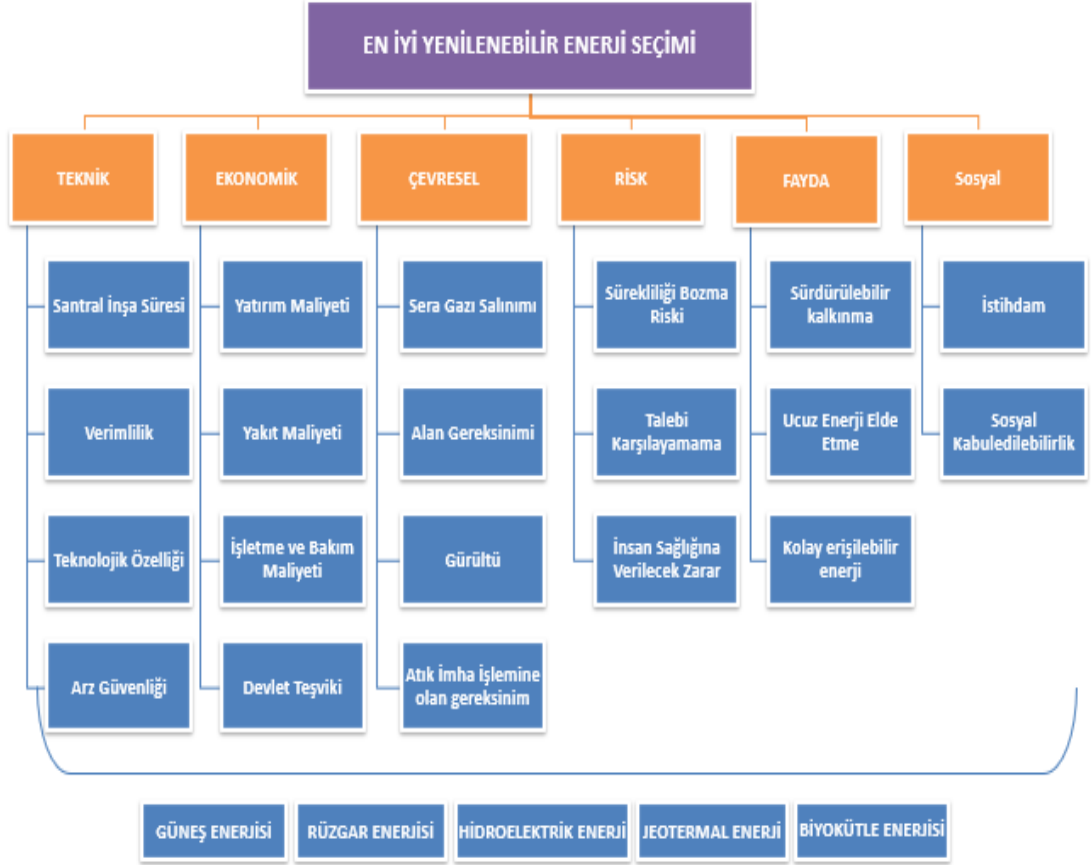 EN İYİ YENİLENEBİLİR ENERJİ SEÇİMİ
TEKNİK
EKONOMİK
ÇEVRESEL
RİSK
FAYDA
Sosyal
Santral İnşa Süresi
Yatırım Maliyeti
Sera Gazı Salınımı
Sürekliliği Bozma
Riski
Sürdürülebilir
kalkınma
İstihdam
Verimlilik
Yakıt Maliyeti
Alan Gereksinimi
Talebi
Karşılayamama
Ucuz Enerji Elde
Etme
Sosyal
Kabuledilebilirlik
Teknolojik Özelliği
İşletme ve Bakım
Maliyeti
Gürültü
İnsan Sağlığına
Verilecek Zarar
Kolay erişilebilir
enerji
Arz Güvenliği
Devlet Teşviki
Atık İmha İşlemine
olan gereksinim
GÜNEŞ ENERJİSİ
RÜZGAR ENERJİSİ
HİDROELEKTRİK ENERJİ
JEOTERMAL ENERJİ
BİYOKÜTLE ENERJİSİ